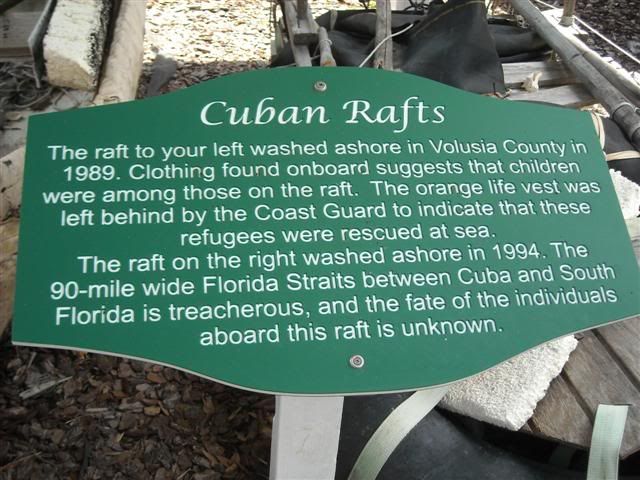 Cuban Rafts
The raft to your left washed ashore in Volusia County in
1989. Clothing found onboard suggests that children
were among those on the raft. The orange life vest was
left behind by the Coast Guard to indicate that these
refugees were rescued at sea.
The raft on the right washed ashore in 1994. The
90-mile wide Florida Straits between Cuba and South
Florida is treacherous, and the fate of the individuals
aboard this raft is unknown.